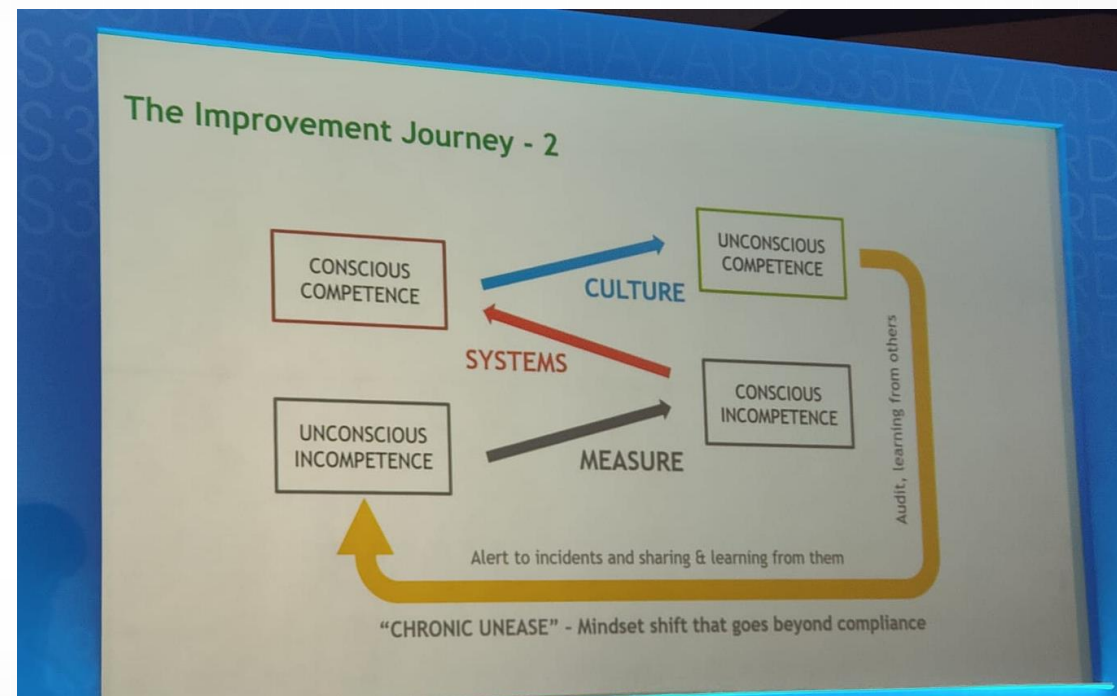 S35HAZARDS35HAZARDS35HAZARD
The Improvement Journey - 2
CONSCIOUS
COMPETENCE
UNCONSCIOUS
COMPETENCE
CULTURE
SYSTEMS
CONSCIOUS
INCOMPETENCE
UNCONSCIOUS
INCOMPETENCE
MEASURE
Audit, learning from others
Alert to incidents and sharing & learning from them
“CHRONIC UNEASE” - Mindset shift that goes beyond compliance